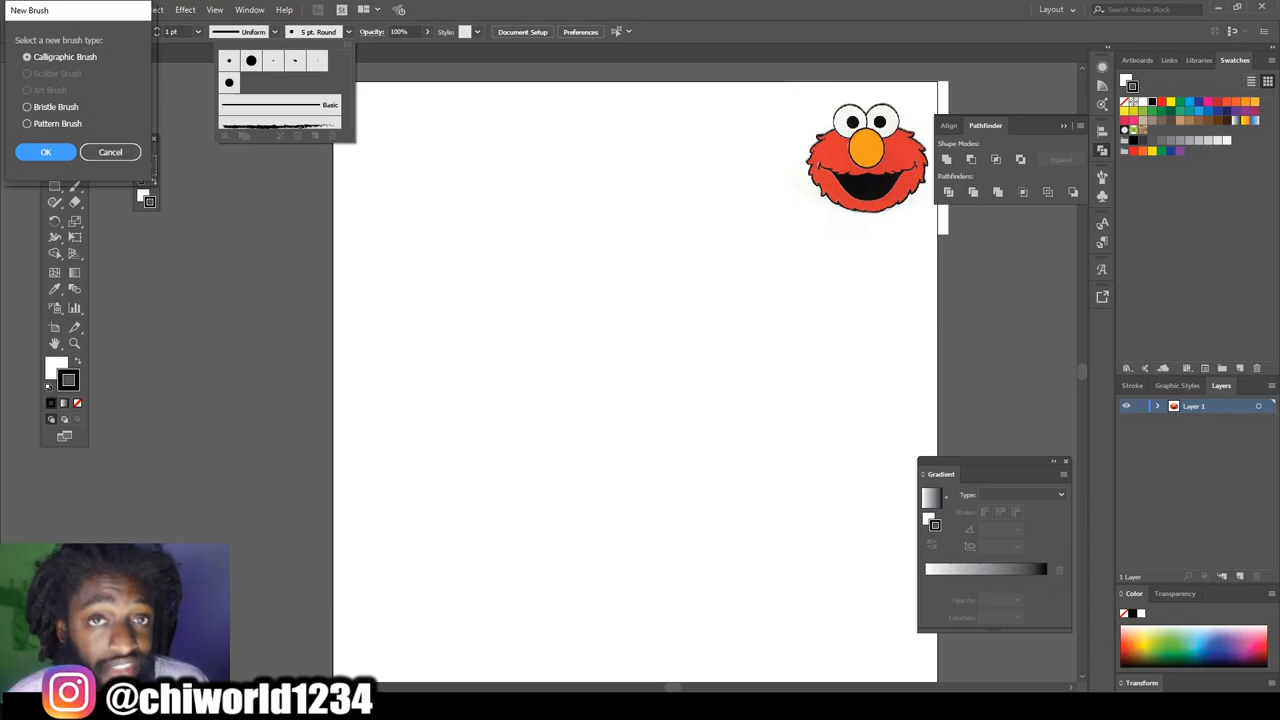 New Brush
Effect View Window Help Br St Layout Search Adobe Stock
1 pt Uniform 5 pt. Round Opacity: 100% Style: Document Setup Preferences
Select a new brush type:
Calligraphic Brush
Scatter Brush
Art Brush
Bristle Brush
Pattern Brush
OK Cancel
Basic
Artboards Links Libraries Swatches
Align Pathfinder
Shape Modes:
Expand
Pathfinders:
Stroke Graphic Styles Layers
Layer 1
Gradient
Type:
Stroke:
Opacity:
Location:
1 Layer
Color Transparency
Transform
@chiworld1234